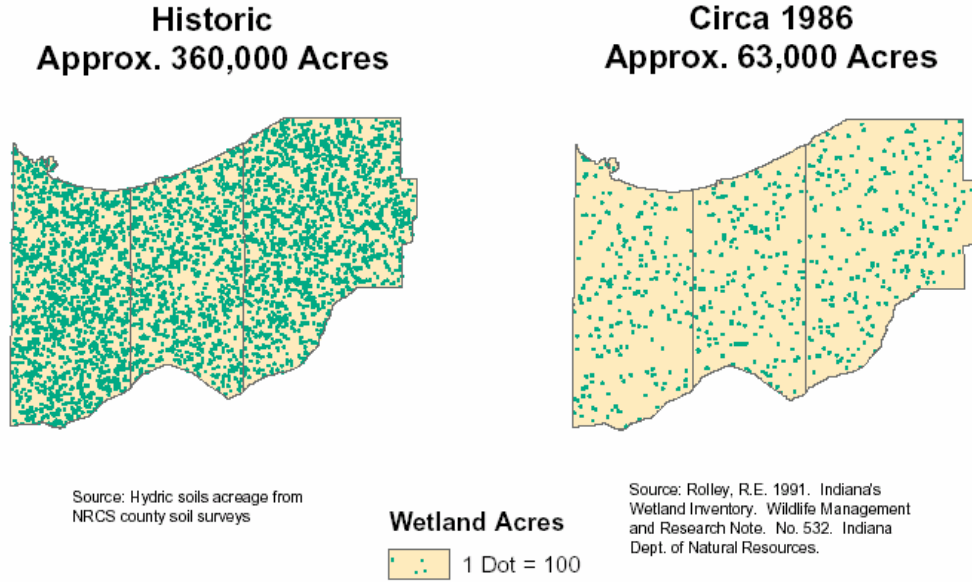 Historic
Approx. 360,000 Acres
Circa 1986
Approx. 63,000 Acres
Source: Hydric soils acreage from
NRCS county soil surveys
Source: Rolley, R.E. 1991. Indiana's
Wetland Inventory. Wildlife Management
and Research Note. No. 532. Indiana
Dept. of Natural Resources.
Wetland Acres
1 Dot = 100